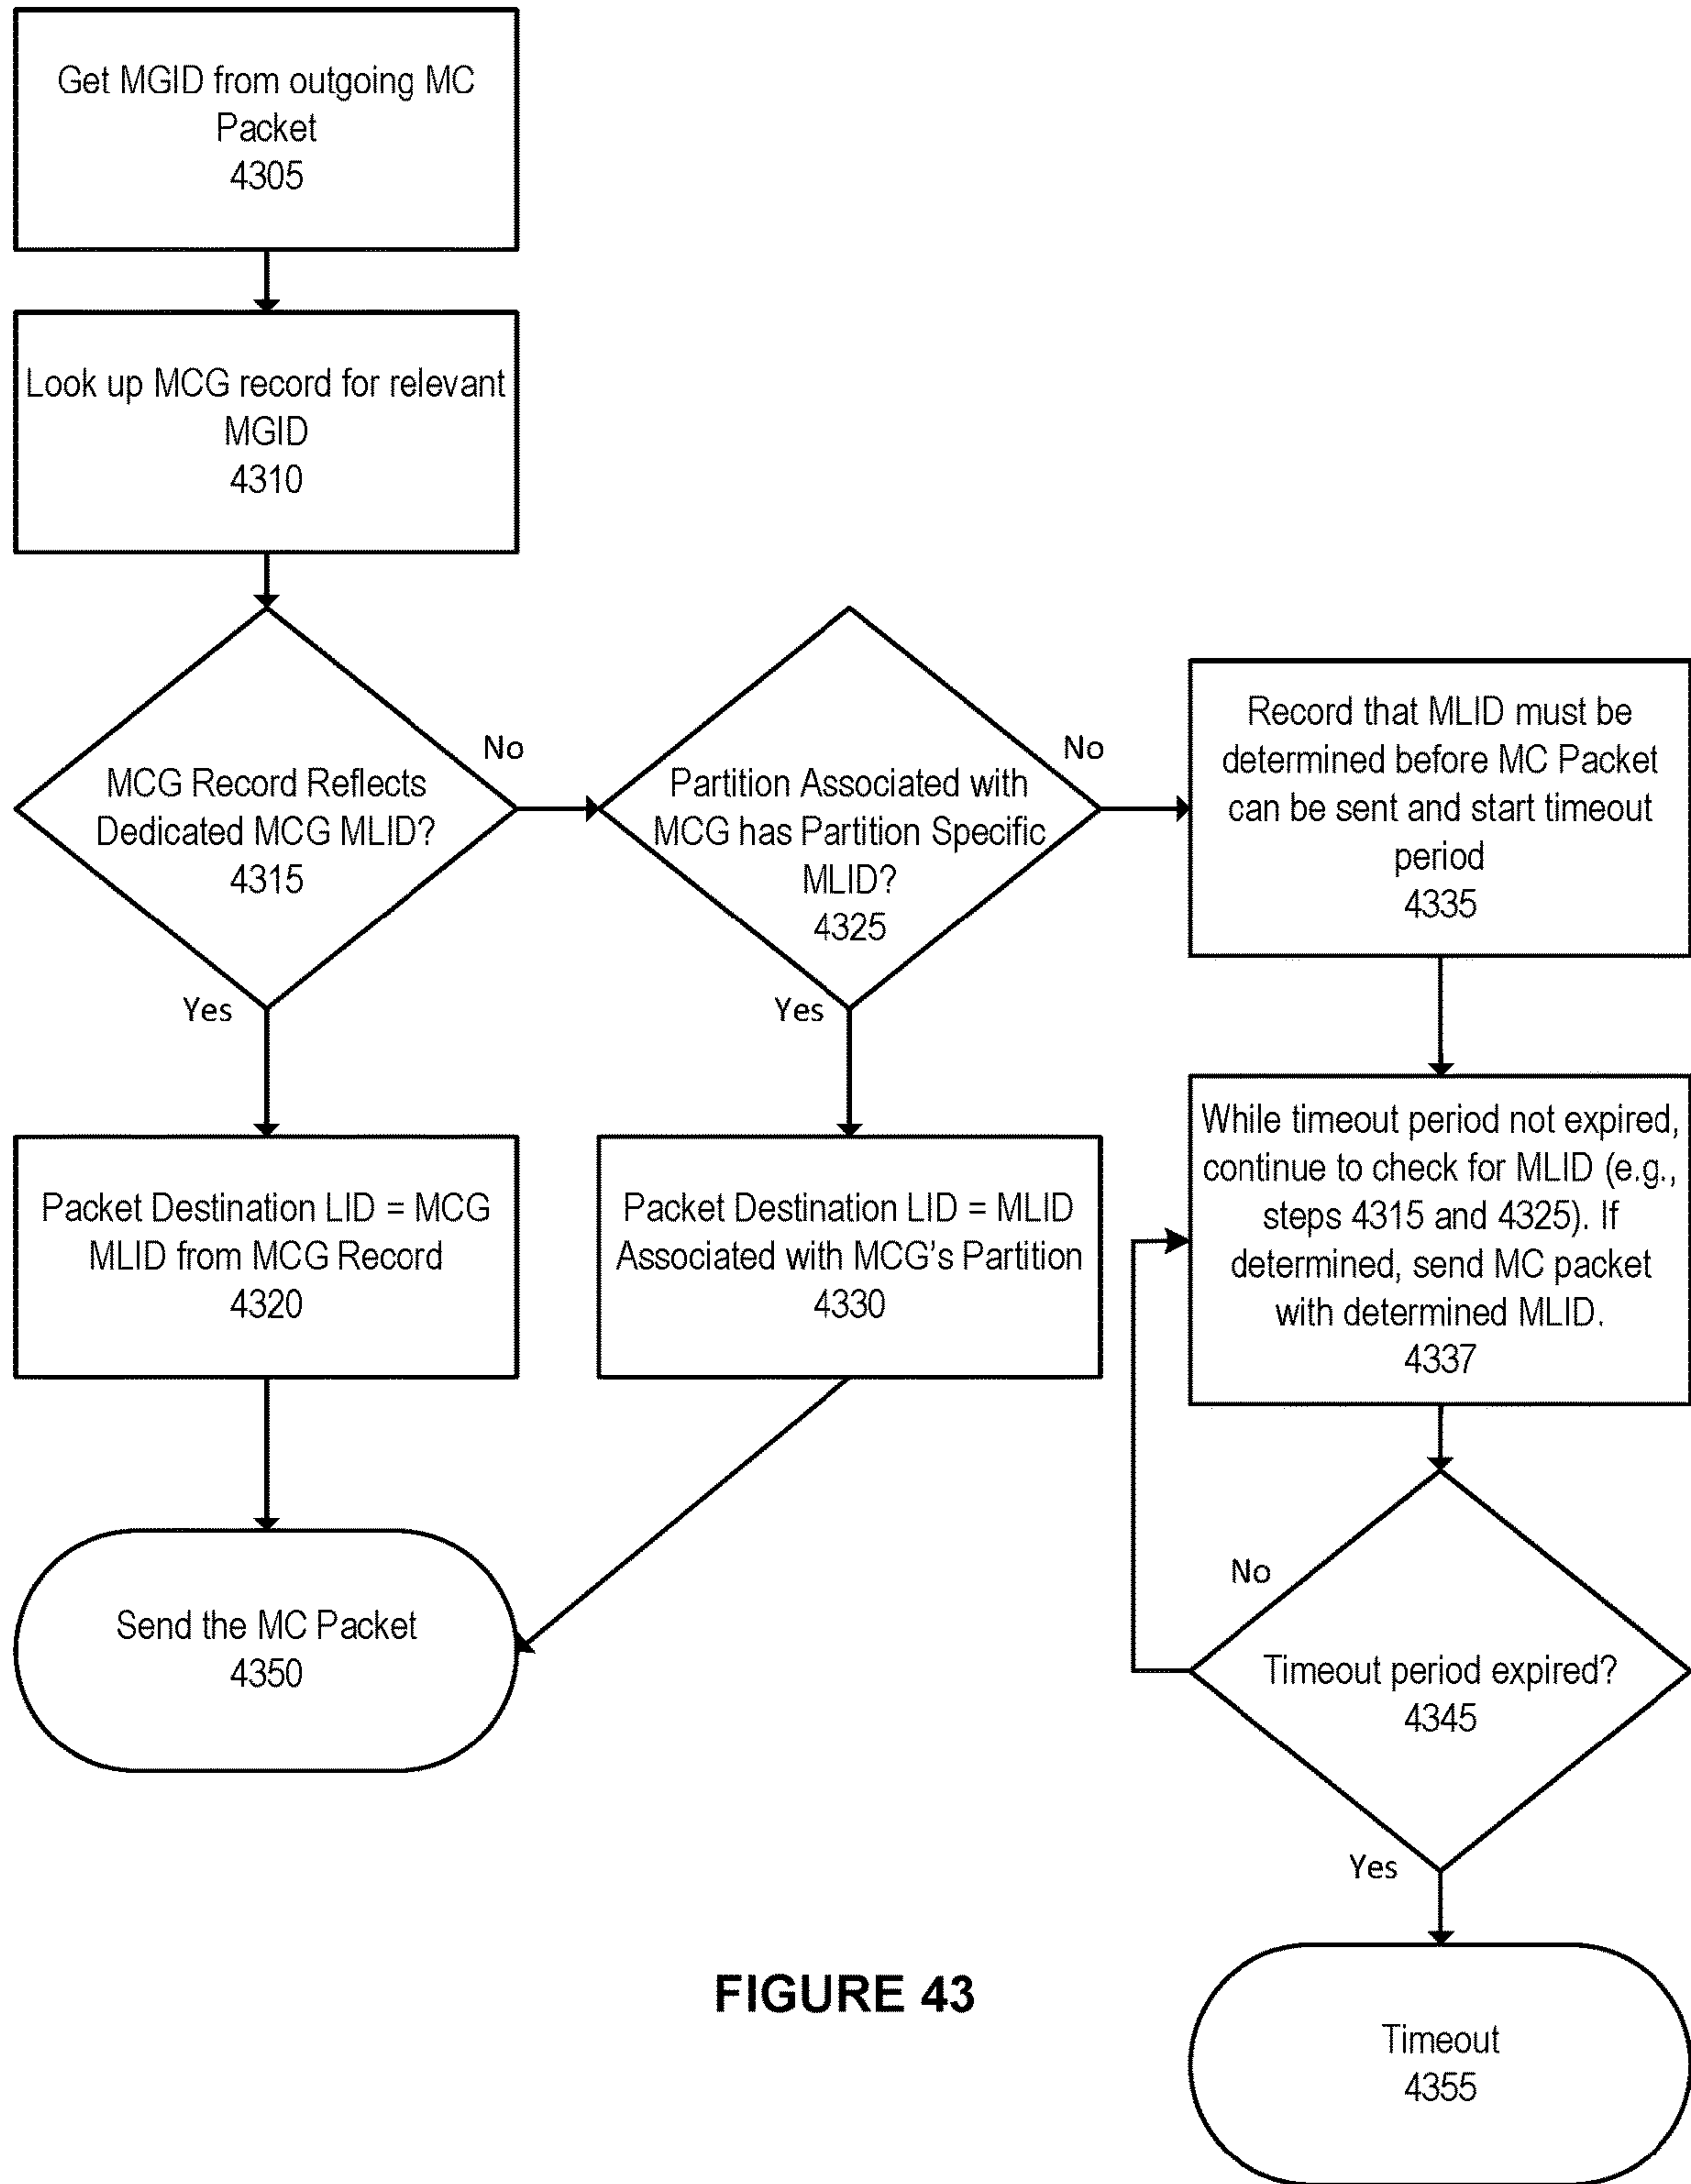 Get MGID from outgoing MC
Packet
4305
Look up MCG record for relevant
MGID
4310
MCG Record Reflects
Dedicated MCG MLID?
4315
No
Yes
Partition Associated with
MCG has Partition Specific
MLID?
4325
No
Yes
Record that MLID must be
determined before MC Packet
can be sent and start timeout
period
4335
Packet Destination LID = MCG
MLID from MCG Record
4320
Packet Destination LID = MLID
Associated with MCG's Partition
4330
While timeout period not expired,
continue to check for MLID (e.g.,
steps 4315 and 4325). If
determined, send MC packet
with determined MLID.
4337
Send the MC Packet
4350
No
Timeout period expired?
4345
Yes
Timeout
4355
FIGURE 43